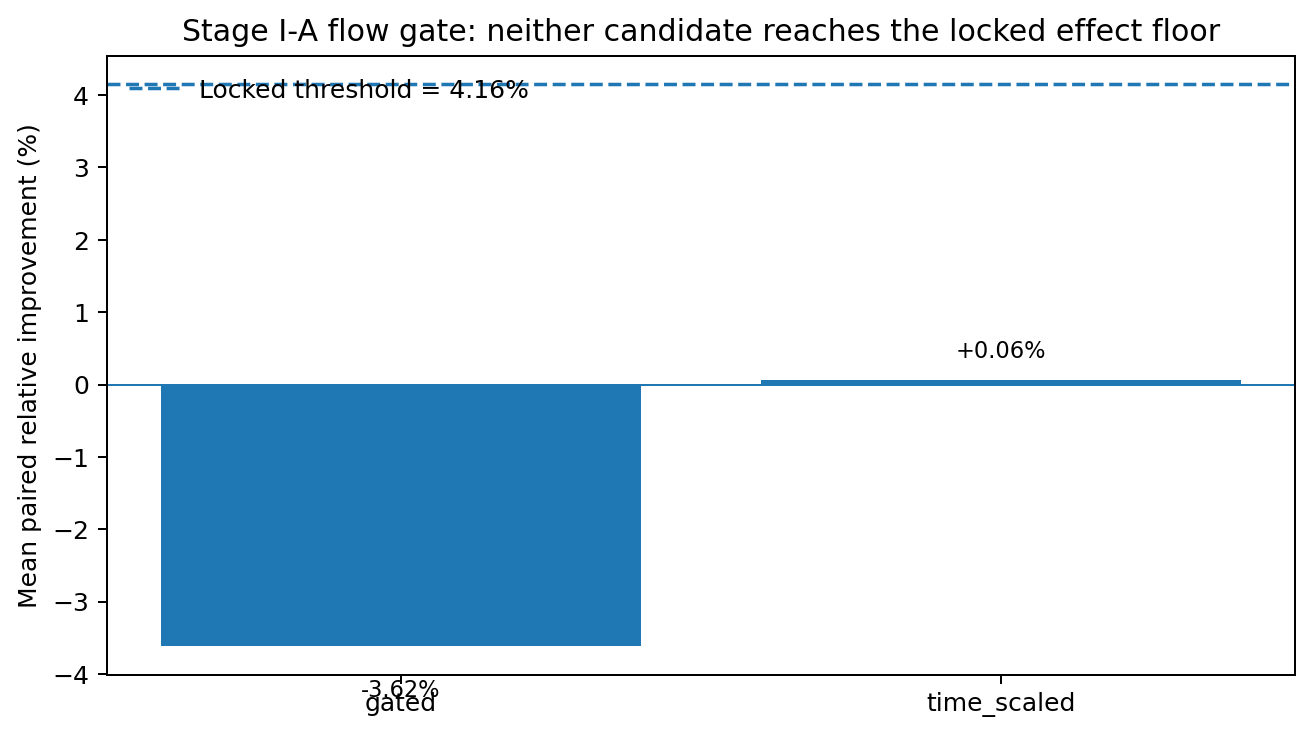 Stage I-A flow gate: neither candidate reaches the locked effect floor
Mean paired relative improvement (%)
4
3
2
1
0
−1
−2
−3
−4
Locked threshold = 4.16%
+0.06%
-3.62%
gated
time_scaled